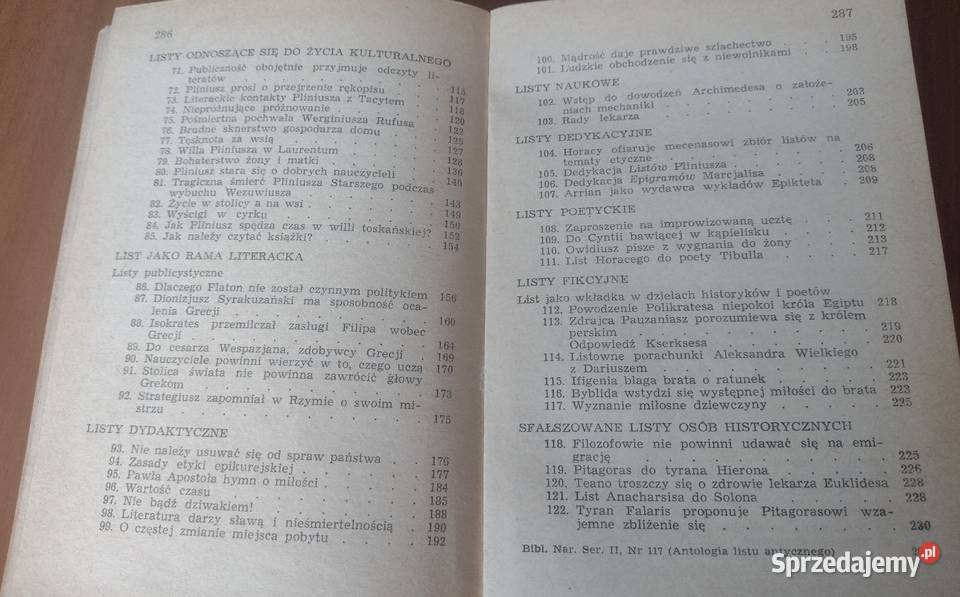 286
LISTY ODNOSZĄCE SIĘ DO ŻYCIA KULTURALNEGO
71. Publiczność obojętnie przyjmuje odczyty li-
teratów . . . 115
72. Pliniusz prosi o przejrzenie rękopisu . . 117
73. Literackie kontakty Pliniusza z Tacytem . 118
74. Niepróżnujące próżnowanie . . . 120
75. Pośmiertna pochwała Werginiusza Rufusa . 122
76. Brudne sknerstwo gospodarza domu . . 125
77. Tęsknota za wsią . . . 127
78. Willa Pliniusza w Laurentum . . . 128
79. Bohaterstwo żony i matki . . . 136
80. Pliniusz stara się o dobrych nauczycieli . 140
81. Tragiczna śmierć Pliniusza Starszego podczas
wybuchu Wezuwiusza . . . 143
82. Życie w stolicy a na wsi . . . 149
83. Wyścigi w cyrku . . . 150
84. Jak Pliniusz spędza czas w willi toskańskiej? 152
85. Jak należy czytać książki? . . . 154
LIST JAKO RAMA LITERACKA
Listy publicystyczne
86. Dlaczego Platon nie został czynnym politykiem 156
87. Dionizjusz Syrakuzański ma sposobność oca-
lenia Grecji . . . 160
88. Isokrates przemilczał zasługi Filipa wobec
Grecji . . . 164
89. Do cesarza Wespazjana, zdobywcy Grecji . 169
90. Nauczyciele powinni wierzyć w to, czego uczą 170
91. Stolica świata nie powinna zawrócić głowy
Grekom . . . 173
92. Strategiusz zapomniał w Rzymie o swoim mi-
strzu . . . 175
LISTY DYDAKTYCZNE
93. Nie należy usuwać się od spraw państwa . . 176
94. Zasady etyki epikurejskiej . . . 177
95. Pawła Apostoła hymn o miłości . . . 184
96. Wartość czasu . . . 185
97. Nie bądź dziwakiem! . . . 188
98. Literatura darzy sławą i nieśmiertelnością . 190
99. O częstej zmianie miejsca pobytu . . 192
287
100. Mądrość daje prawdziwe szlachectwo . . . 195
101. Ludzkie obchodzenie się z niewolnikami . . 198
LISTY NAUKOWE
102. Wstęp do dowodzeń Archimedesa o założe-
niach mechaniki . . . 203
103. Rady lekarza . . . 205
LISTY DEDYKACYJNE
104. Horacy ofiaruje mecenasowi zbiór listów na
tematy etyczne . . . 206
105. Dedykacja Listów Pliniusza . . . 208
106. Dedykacja Epigramów Marcjalisa . . . 208
107. Arrian jako wydawca wykładów Epikteta . . 209
LISTY POETYCKIE
108. Zaproszenie na improwizowaną ucztę . . . 211
109. Do Cyntii bawiącej w kąpielisku . . . 212
110. Owidiusz pisze z wygnania do żony . . . 213
111. List Horacego do poety Tibulla . . . 217
LISTY FIKCYJNE
List jako wkładka w dziełach historyków i poetów
112. Powodzenie Polikratesa niepokoi króla Egiptu 218
113. Zdrajca Pauzaniasz porozumiewa się z królem
perskim . . . 219
Odpowiedź Kserksesa . . . 220
114. Listowne porachunki Aleksandra Wielkiego
z Dariuszem . . . 221
115. Ifigenia błaga brata o ratunek . . . 223
116. Byblida wstydzi się występnej miłości do brata 223
117. Wyznanie miłosne dziewczyny . . . 225
SFAŁSZOWANE LISTY OSÓB HISTORYCZNYCH
118. Filozofowie nie powinni udawać się na emi-
grację . . . 225
119. Pitagoras do tyrana Hierona . . . 226
120. Teano troszczy się o zdrowie lekarza Euklidesa 228
121. List Anacharsisa do Solona . . . 228
122. Tyran Falaris proponuje Pitagorasowi wza-
jemne zbliżenie się . . . 230
Bibl. Nar. Ser. II, Nr 117 (Antologia listu antycznego)
Sprzedajemy.pl